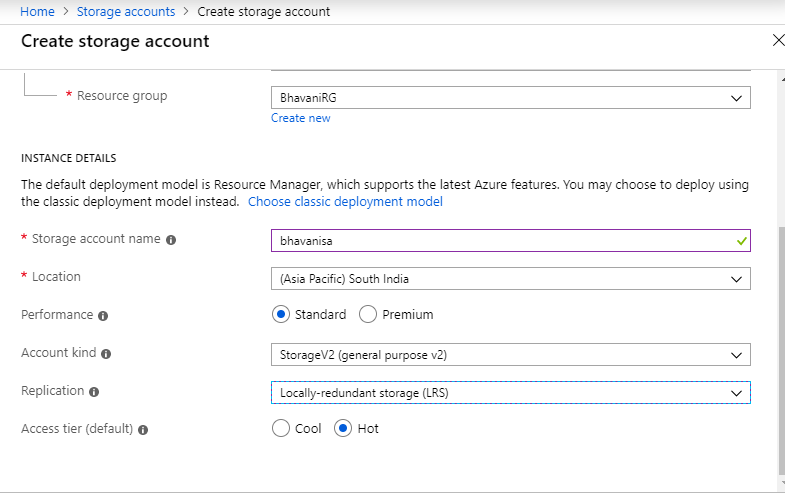 Home > Storage accounts > Create storage account
Create storage account
* Resource group
BhavaniRG
Create new
INSTANCE DETAILS
The default deployment model is Resource Manager, which supports the latest Azure features. You may choose to deploy using
the classic deployment model instead. Choose classic deployment model
* Storage account name
bhavanisa
* Location
(Asia Pacific) South India
Performance
Standard Premium
Account kind
StorageV2 (general purpose v2)
Replication
Locally-redundant storage (LRS)
Access tier (default)
Cool Hot